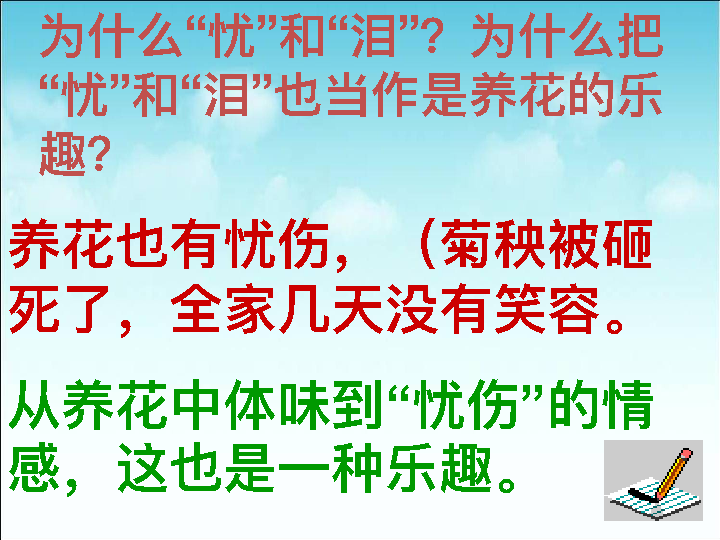 为什么“忧”和“泪”？为什么把
“忧”和“泪”也当作是养花的乐
趣？
养花也有忧伤，（菊秧被砸
死了，全家几天没有笑容。
从养花中体味到“忧伤”的情
感，这也是一种乐趣。